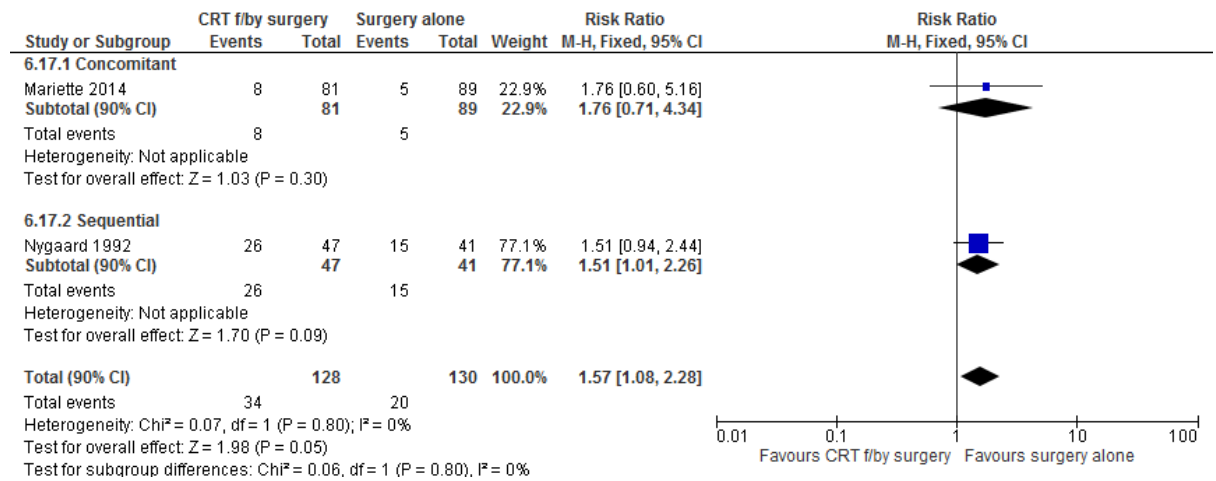 CRT f/by surgery Surgery alone Risk Ratio Risk Ratio
Study or Subgroup Events Total Events Total Weight M-H, Fixed, 95% CI M-H, Fixed, 95% CI
6.17.1 Concomitant
Mariette 2014 8 81 5 89 22.9% 1.76 [0.60, 5.16]
Subtotal (90% CI) 81 89 22.9% 1.76 [0.71, 4.34]
Total events 8 5
Heterogeneity: Not applicable
Test for overall effect: Z = 1.03 (P = 0.30)
6.17.2 Sequential
Nygaard 1992 26 47 15 41 77.1% 1.51 [0.94, 2.44]
Subtotal (90% CI) 47 41 77.1% 1.51 [1.01, 2.26]
Total events 26 15
Heterogeneity: Not applicable
Test for overall effect: Z = 1.70 (P = 0.09)
Total (90% CI) 128 130 100.0% 1.57 [1.08, 2.28]
Total events 34 20
Heterogeneity: Chi² = 0.07, df = 1 (P = 0.80); I² = 0%
Test for overall effect: Z = 1.98 (P = 0.05)
Test for subgroup differences: Chi² = 0.06, df = 1 (P = 0.80), I² = 0%
0.01 0.1 1 10 100
Favours CRT f/by surgery Favours surgery alone